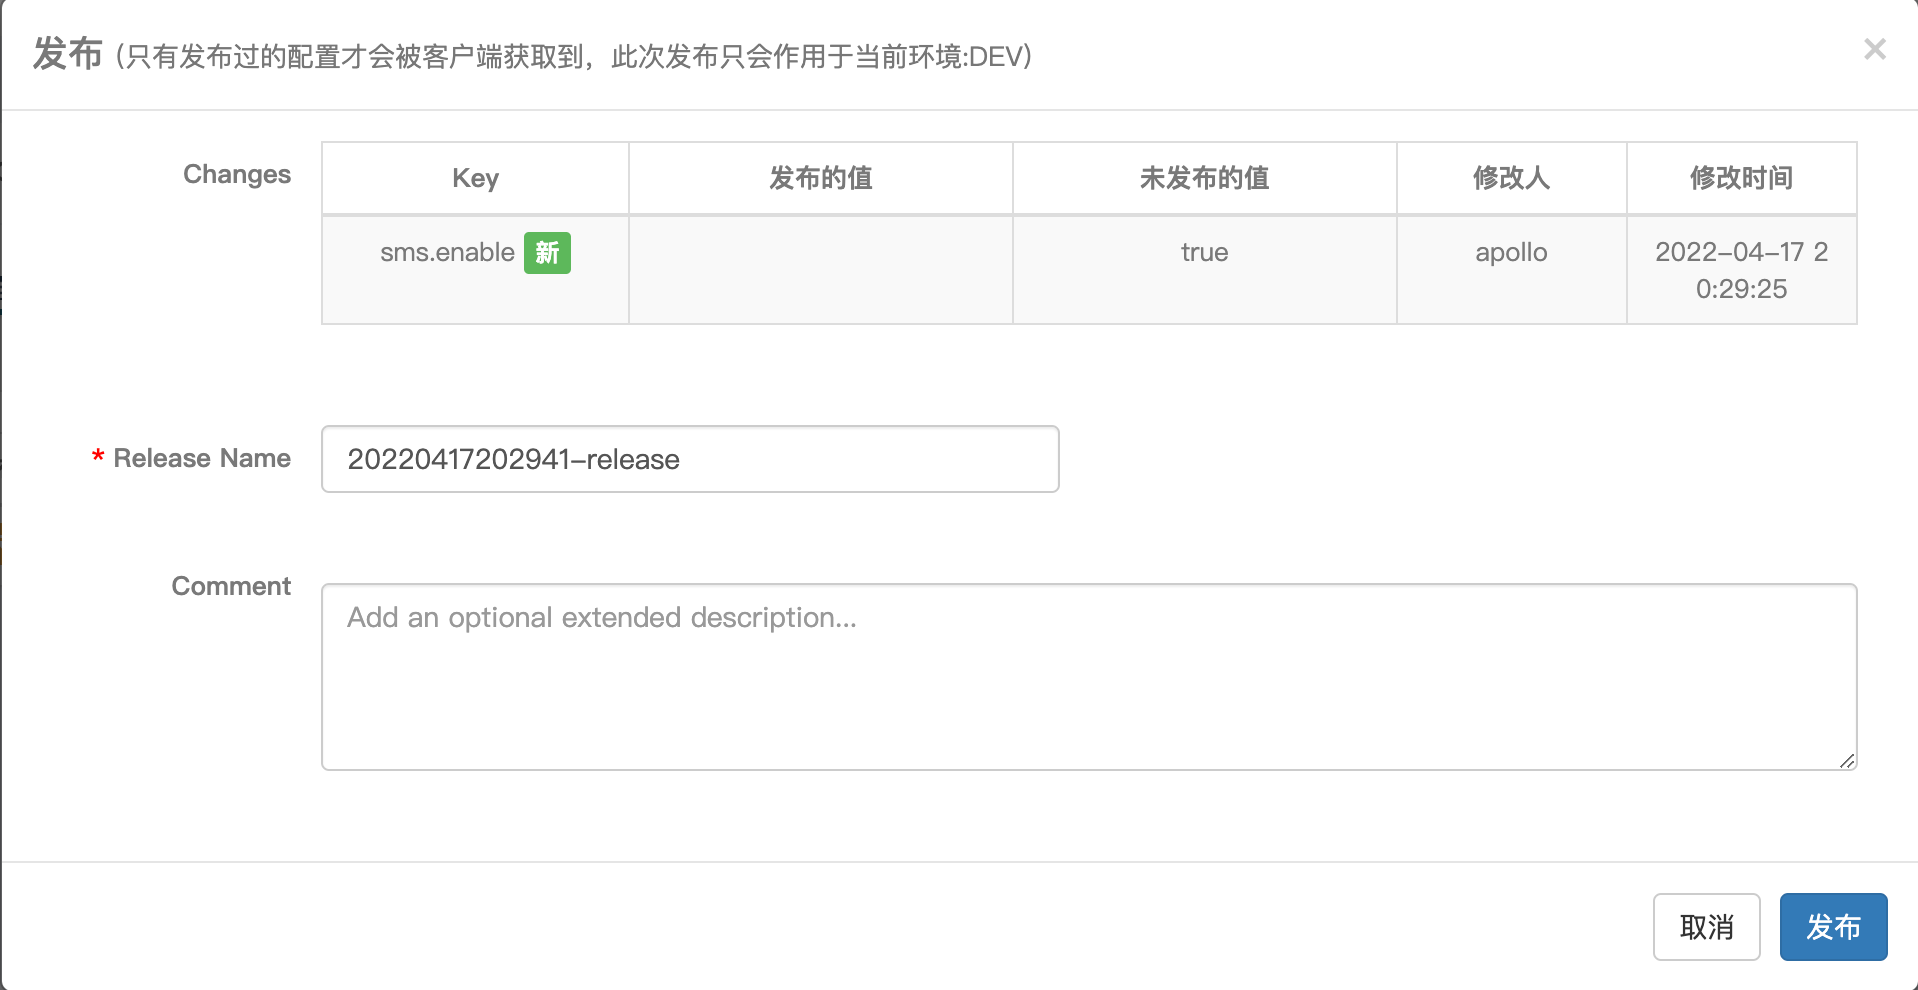 发布 (只有发布过的配置才会被客户端获取到，此次发布只会作用于当前环境:DEV)
×
Changes
Key 发布的值 未发布的值 修改人 修改时间
sms.enable 新 true apollo 2022-04-17 2
0:29:25
* Release Name 20220417202941-release
Comment
Add an optional extended description...
取消 发布